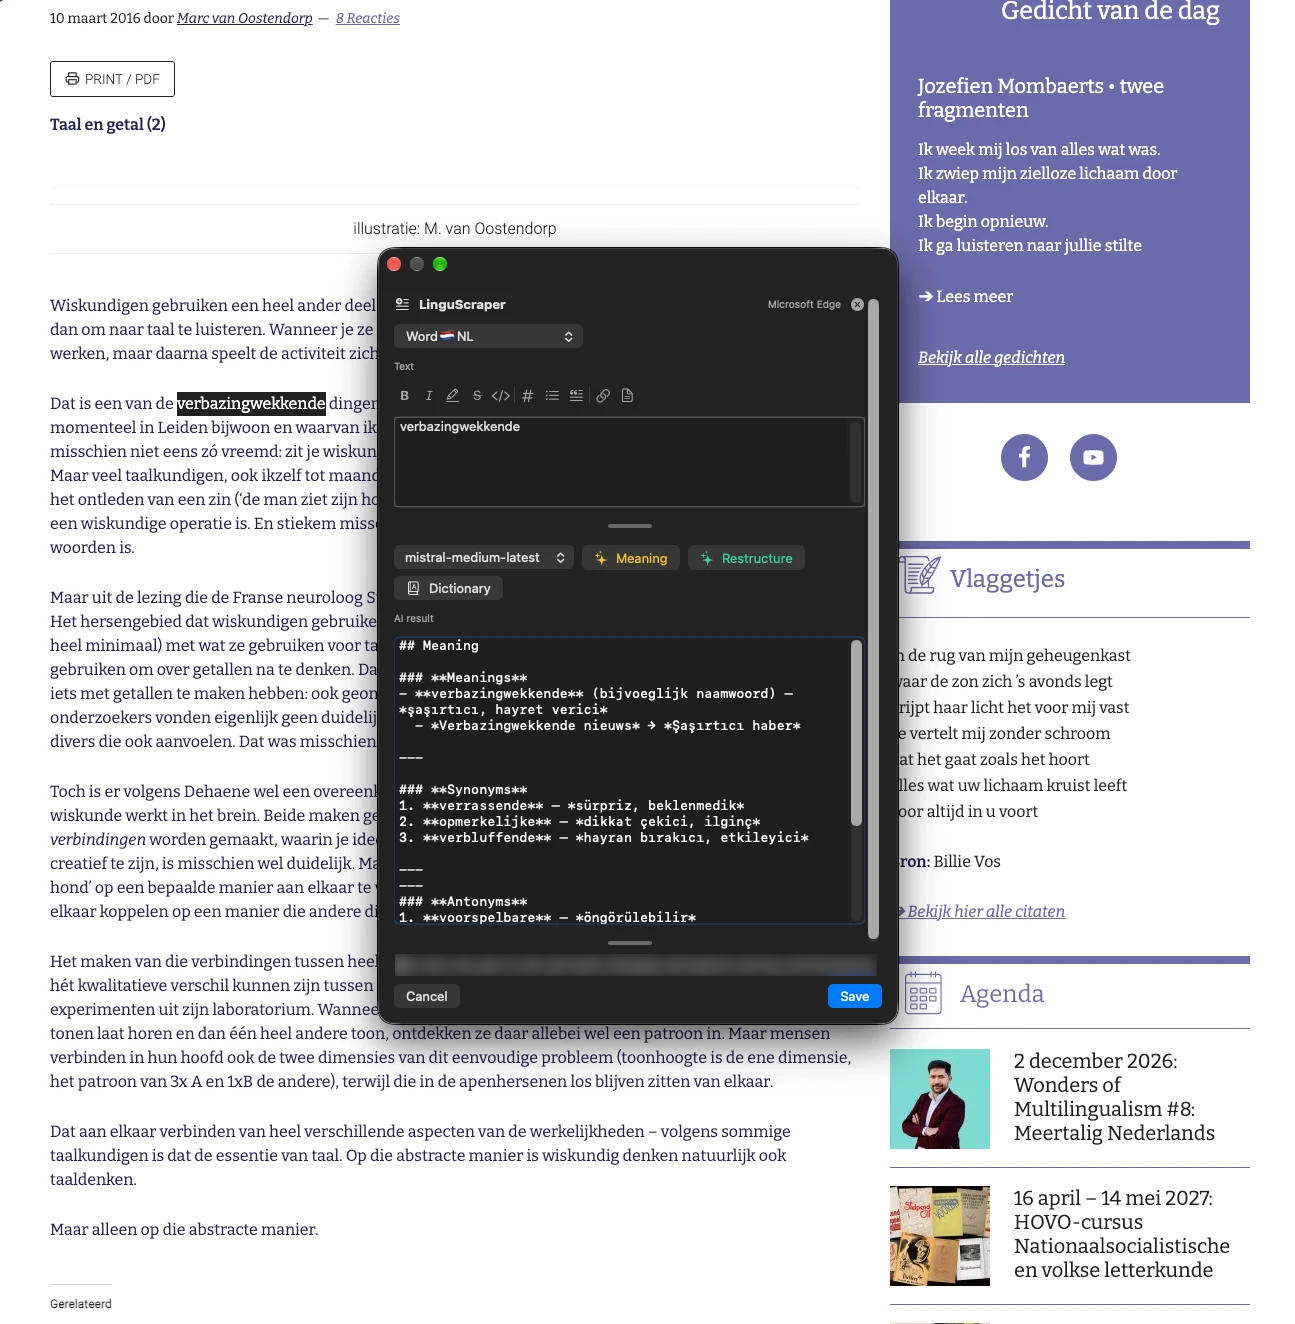 10 maart 2016 door Marc van Oostendorp — 8 Reacties
PRINT / PDF
Taal en getal (2)
illustratie: M. van Oostendorp
Wiskundigen gebruiken een heel ander deel
dan om naar taal te luisteren. Wanneer je ze
werken, maar daarna speelt de activiteit zich
Dat is een van de verbazingwekkende dingen
momenteel in Leiden bijwoon en waarvan ik
misschien niet eens zó vreemd: zit je wiskun
Maar veel taalkundigen, ook ikzelf tot maand
het ontleden van een zin (‘de man ziet zijn ho
een wiskundige operatie is. En stiekem miss
woorden is.
Maar uit de lezing die de Franse neuroloog S
Het hersengebied dat wiskundigen gebruike
heel minimaal) met wat ze gebruiken voor ta
gebruiken om over getallen na te denken. Da
iets met getallen te maken hebben: ook geon
onderzoekers vonden eigenlijk geen duidelij
divers die ook aanvoelen. Dat was misschien
Toch is er volgens Dehaene wel een overeenk
wiskunde werkt in het brein. Beide maken ge
verbindingen worden gemaakt, waarin je idee
creatief te zijn, is misschien wel duidelijk. Ma
hond’ op een bepaalde manier aan elkaar te
elkaar koppelen op een manier die andere di
Het maken van die verbindingen tussen heel
hét kwalitatieve verschil kunnen zijn tussen
experimenten uit zijn laboratorium. Wanneer
tonen laat horen en dan één heel andere toon, ontdekken ze daar allebei wel een patroon in. Maar mensen
verbinden in hun hoofd ook de twee dimensies van dit eenvoudige probleem (toonhoogte is de ene dimensie,
het patroon van 3x A en 1xB de andere), terwijl die in de apenhersenen los blijven zitten van elkaar.
Dat aan elkaar verbinden van heel verschillende aspecten van de werkelijkheden – volgens sommige
taalkundigen is dat de essentie van taal. Op die abstracte manier is wiskundig denken natuurlijk ook
taaldenken.
Maar alleen op die abstracte manier.
Gerelateerd
LinguScraper
Microsoft Edge
Word NL
Text
B I S </> #
verbazingwekkende
mistral-medium-latest
Meaning
Restructure
Dictionary
AI result
## Meaning
### **Meanings**
– **verbazingwekkende** (bijvoeglijk naamwoord) —
*şaşırtıcı, hayret verici*
– *Verbazingwekkende nieuws* → *Şaşırtıcı haber*
———
### **Synonyms**
1. **verrassende** — *sürpriz, beklenmedik*
2. **opmerkelijke** — *dikkat çekici, ilginç*
3. **verbluffende** — *hayran bırakıcı, etkileyici*
———
———
### **Antonyms**
1. **voorspelbare** — *öngörülebilir*
Cancel
Save
Gedicht van de dag
Jozefien Mombaerts • twee
fragmenten
Ik week mij los van alles wat was.
Ik zwiep mijn zielloze lichaam door
elkaar.
Ik begin opnieuw.
Ik ga luisteren naar jullie stilte
➔ Lees meer
Bekijk alle gedichten
Vlaggetjes
n de rug van mijn geheugenkast
waar de zon zich ’s avonds legt
rijpt haar licht het voor mij vast
e vertelt mij zonder schroom
at het gaat zoals het hoort
lles wat uw lichaam kruist leeft
oor altijd in u voort
Bron: Billie Vos
➔ Bekijk hier alle citaten
Agenda
2 december 2026:
Wonders of
Multilingualism #8:
Meertalig Nederlands
16 april – 14 mei 2027:
HOVO-cursus
Nationaalsocialistische
en volkse letterkunde